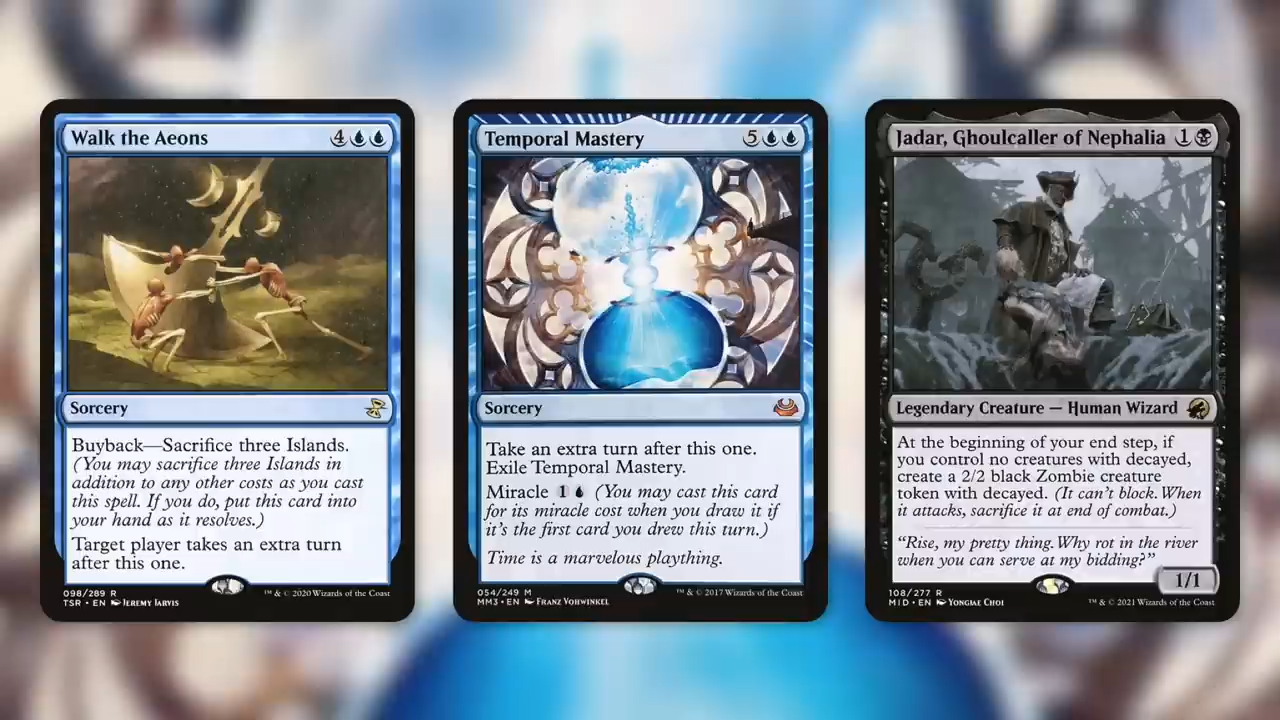 Walk the Aeons 4
Sorcery
Buyback—Sacrifice three Islands.
(You may sacrifice three Islands in
addition to any other costs as you cast
this spell. If you do, put this card into
your hand as it resolves.)
Target player takes an extra turn
after this one.
098/289 R
TSR • EN Jeremy Jarvis
™ & © 2020 Wizards of the Coast
Temporal Mastery 5
Sorcery
Take an extra turn after this one.
Exile Temporal Mastery.
Miracle 1 (You may cast this card
for its miracle cost when you draw it if
it's the first card you drew this turn.)
Time is a marvelous plaything.
054/249 M
MM3 • EN Franz Vohwinkel
™ & © 2017 Wizards of the Coast
Jadar, Ghoulcaller of Nephalia 1
Legendary Creature — Human Wizard
At the beginning of your end step, if
you control no creatures with decayed,
create a 2/2 black Zombie creature
token with decayed. (It can't block. When
it attacks, sacrifice it at end of combat.)
“Rise, my pretty thing. Why rot in the river
when you can serve at my bidding?”
1/1
108/277 R
MID • EN Yongjae Choi
™ & © 2021 Wizards of the Coast